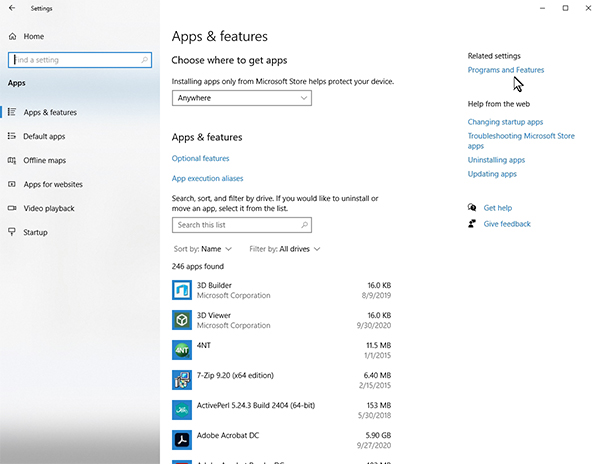 Settings
Home
Find a setting
Apps
Apps & features
Default apps
Offline maps
Apps for websites
Video playback
Startup
Apps & features
Choose where to get apps
Installing apps only from Microsoft Store helps protect your device.
Anywhere
Apps & features
Optional features
App execution aliases
Search, sort, and filter by drive. If you would like to uninstall or
move an app, select it from the list.
Search this list
Sort by: Name Filter by: All drives
246 apps found
3D Builder 16.0 KB
Microsoft Corporation 8/9/2019
3D Viewer 16.0 KB
Microsoft Corporation 9/30/2020
4NT 11.5 MB
1/1/2015
7-Zip 9.20 (x64 edition) 6.40 MB
2/15/2015
ActivePerl 5.24.3 Build 2404 (64-bit) 153 MB
5/30/2018
Adobe Acrobat DC 5.90 GB
9/27/2020
Related settings
Programs and Features
Help from the web
Changing startup apps
Troubleshooting Microsoft Store
apps
Uninstalling apps
Updating apps
Get help
Give feedback